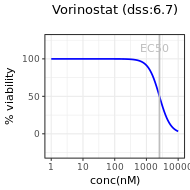 Vorinostat (dss:6.7)
EC50
100
50
0
% viability
1 10 100 1000 10000
conc(nM)